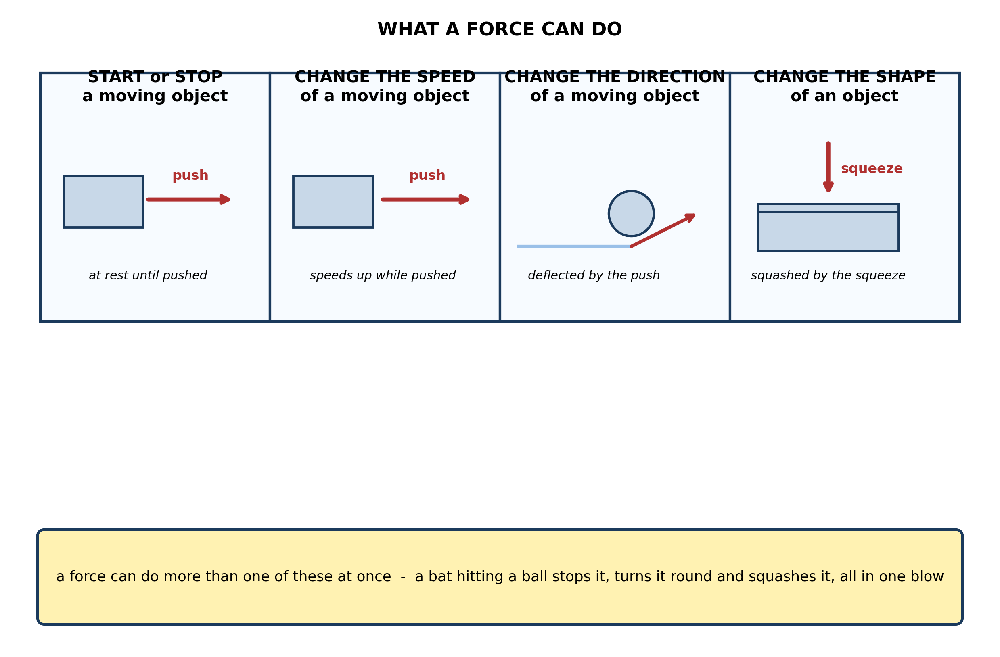 WHAT A FORCE CAN DO
START or STOP
a moving object
CHANGE THE SPEED
of a moving object
CHANGE THE DIRECTION
of a moving object
CHANGE THE SHAPE
of an object
push
push
squeeze
at rest until pushed
speeds up while pushed
deflected by the push
squashed by the squeeze
a force can do more than one of these at once - a bat hitting a ball stops it, turns it round and squashes it, all in one blow